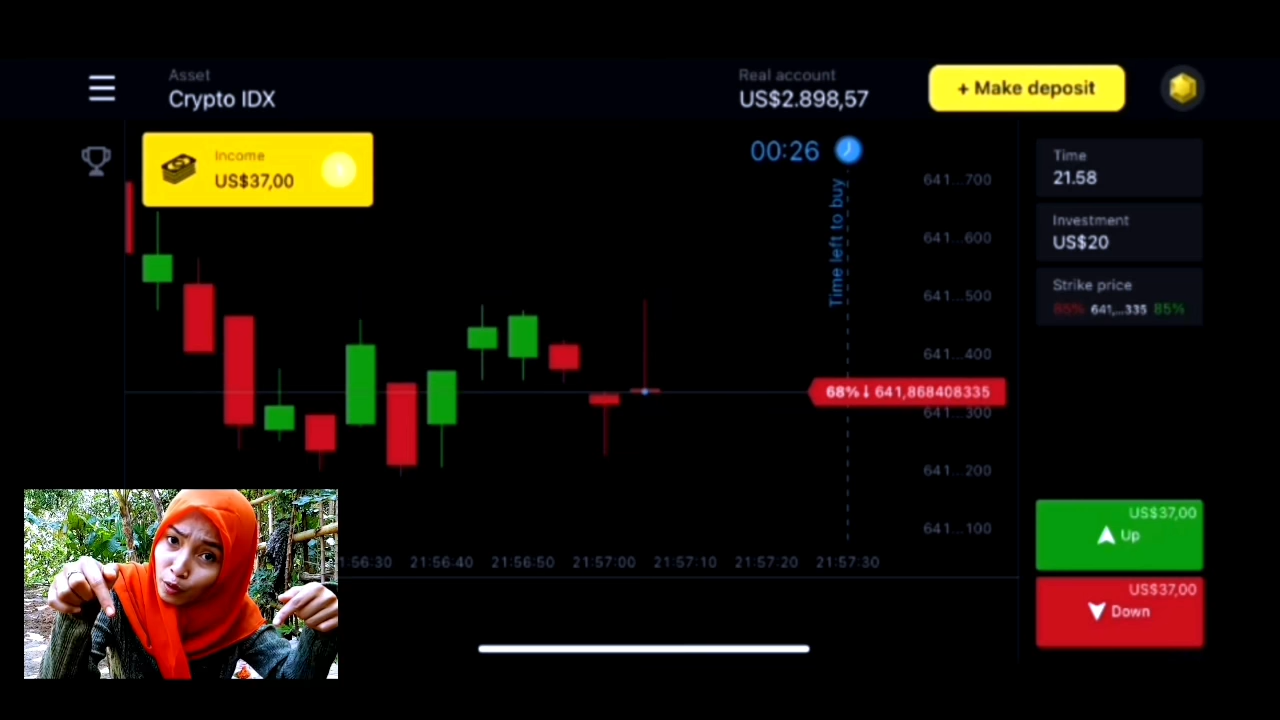 Asset
Crypto IDX
Real account
US$2.898,57
+ Make deposit
Income
US$37,00
00:26
Time left to buy
641...700
641...600
641...500
641...400
641...300
641...200
641...100
68%↓ 641,868408335
Time
21.58
Investment
US$20
Strike price
85% 641,...335 85%
US$37,00
Up
US$37,00
Down
21:56:40
21:56:50
21:57:00
21:57:10
21:57:20
21:57:30